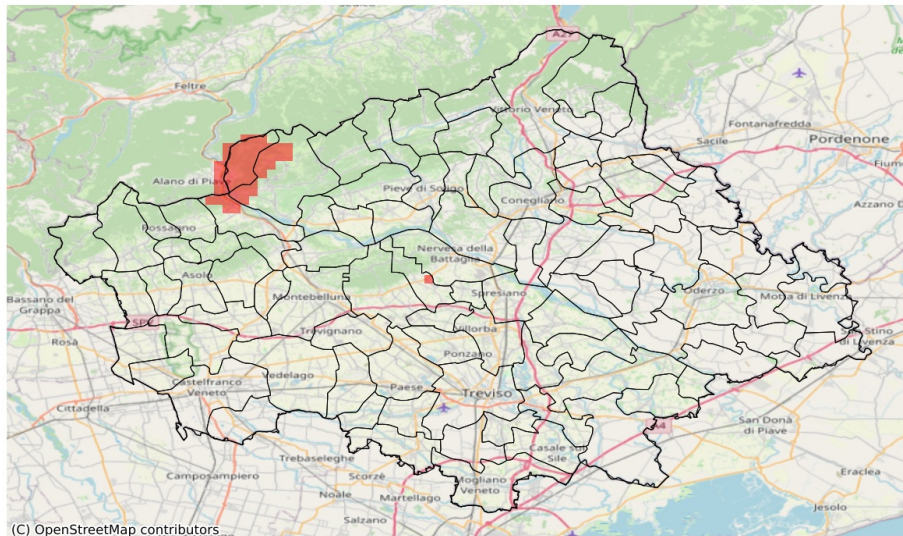 A27
Feltre
Vittorio Veneto
Fontanafredda
Sacile
Pordenone
Alano di Piave
Pieve di Soligo
Conegliano
Azzano D
Possagno
Nervesa della
Battaglia
Asolo
Spresiano
Oderzo
Motta di Livenza
Bassano del
Grappa
Montebelluna
Rosà
Trevignano
Villorba
di Livenza
Ponzano
Vedelago
Castelfranco
Veneto
Paese
Treviso
Cittadella
A4
San Donà
di Piave
Casale sul
Sile
Trebaseleghe
Camposampiero
Scorzè
Mogliano
Veneto
Eraclea
Noale
Martellago
Jesolo
Salzano
(C) OpenStreetMap contributors